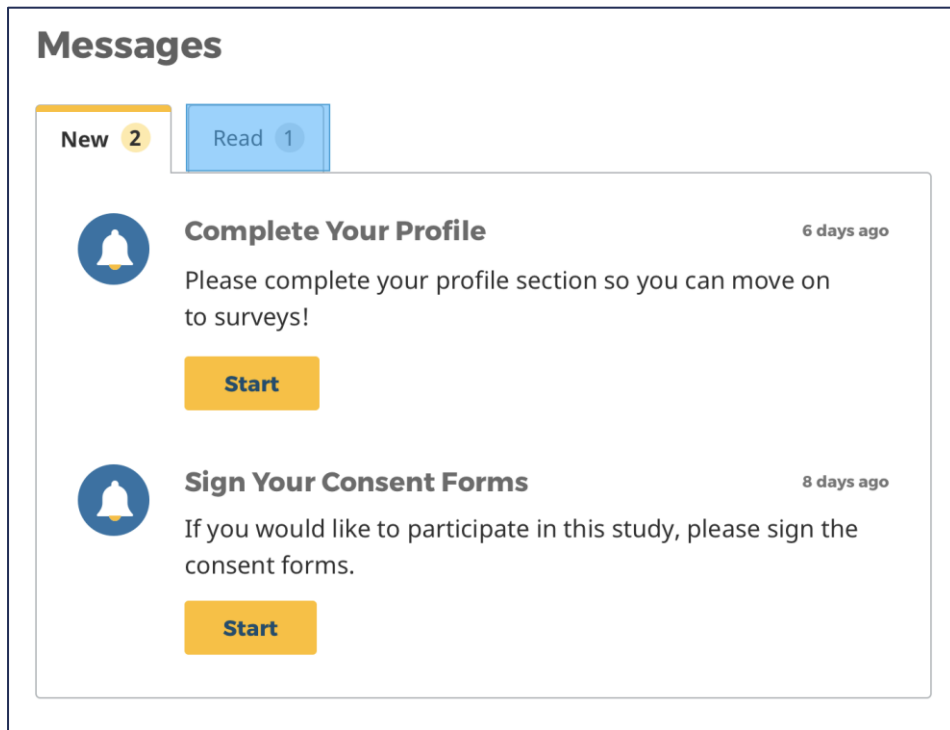 Messages
New 2 Read 1
Complete Your Profile 6 days ago
Please complete your profile section so you can move on
to surveys!
Start
Sign Your Consent Forms 8 days ago
If you would like to participate in this study, please sign the
consent forms.
Start